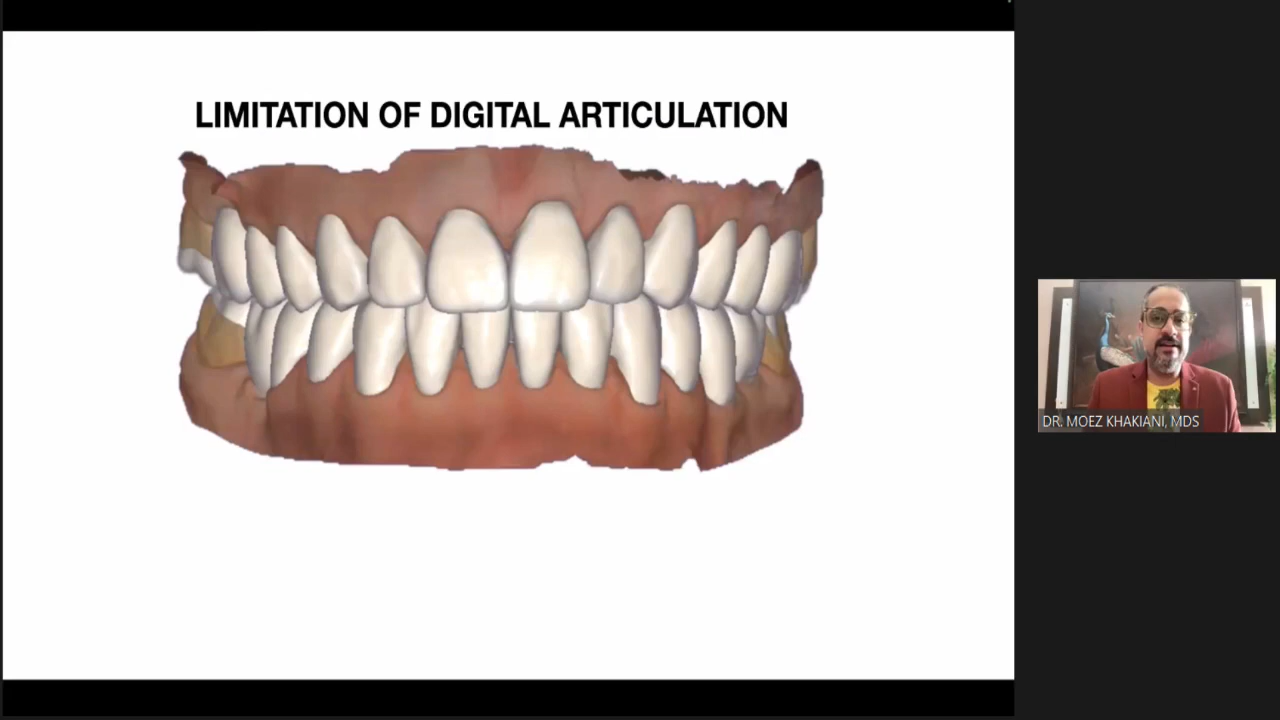 LIMITATION OF DIGITAL ARTICULATION
DR. MOEZ KHAKIANI, MDS